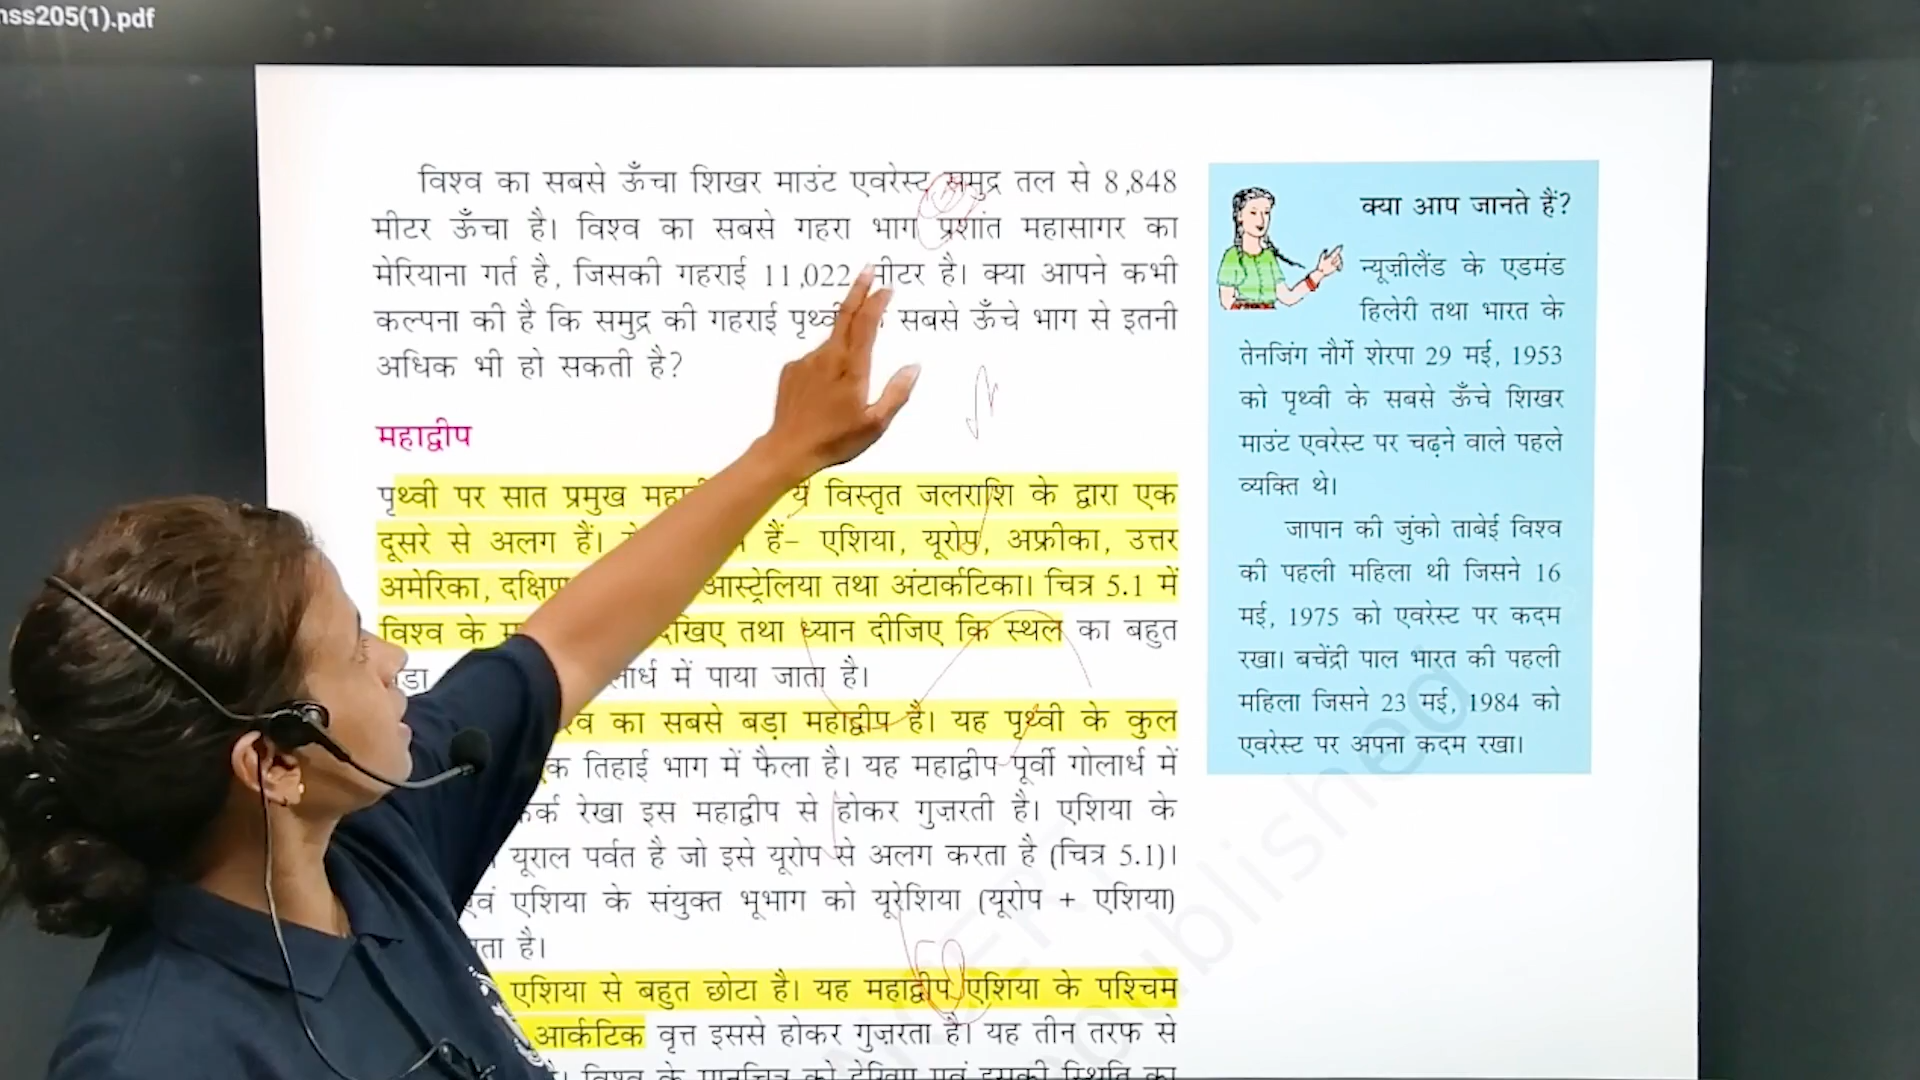 nss205(1).pdf
विश्व का सबसे ऊँचा शिखर माउंट एवरेस्ट समुद्र तल से 8,848
मीटर ऊँचा है। विश्व का सबसे गहरा भाग प्रशांत महासागर का
मेरियाना गर्त है, जिसकी गहराई 11,022 मीटर है। क्या आपने कभी
कल्पना की है कि समुद्र की गहराई पृथ्वी सबसे ऊँचे भाग से इतनी
अधिक भी हो सकती है?
महाद्वीप
पृथ्वी पर सात प्रमुख ये विस्तृत जलराशि के द्वारा एक
दूसरे से अलग हैं। हैं– एशिया, यूरोप, अफ्रीका, उत्तर
अमेरिका, आस्ट्रेलिया तथा अंटार्कटिका। चित्र 5.1 में
विश्व के देखिए तथा ध्यान दीजिए कि स्थल का बहुत
में पाया जाता है।
का सबसे बड़ा महाद्वीप है। यह पृथ्वी के कुल
तिहाई भाग में फैला है। यह महाद्वीप पूर्वी गोलार्ध में
कर्क रेखा इस महाद्वीप से होकर गुज़रती है। एशिया के
यूराल पर्वत है जो इसे यूरोप से अलग करता है (चित्र 5.1)।
एवं एशिया के संयुक्त भूभाग को यूरेशिया (यूरोप + एशिया)
है।
एशिया से बहुत छोटा है। यह महाद्वीप एशिया के पश्चिम
आर्कटिक वृत्त इससे होकर गुज़रता है। यह तीन तरफ से
विश्व के मानचित्र को देखिए एवं इसकी स्थिति का
क्या आप जानते हैं?
न्यूज़ीलैंड के एडमंड
हिलेरी तथा भारत के
तेनजिंग नौर्गे शेरपा 29 मई, 1953
को पृथ्वी के सबसे ऊँचे शिखर
माउंट एवरेस्ट पर चढ़ने वाले पहले
व्यक्ति थे।
जापान की जुंको ताबेई विश्व
की पहली महिला थी जिसने 16
मई, 1975 को एवरेस्ट पर कदम
रखा। बचेंद्री पाल भारत की पहली
महिला जिसने 23 मई, 1984 को
एवरेस्ट पर अपना कदम रखा।